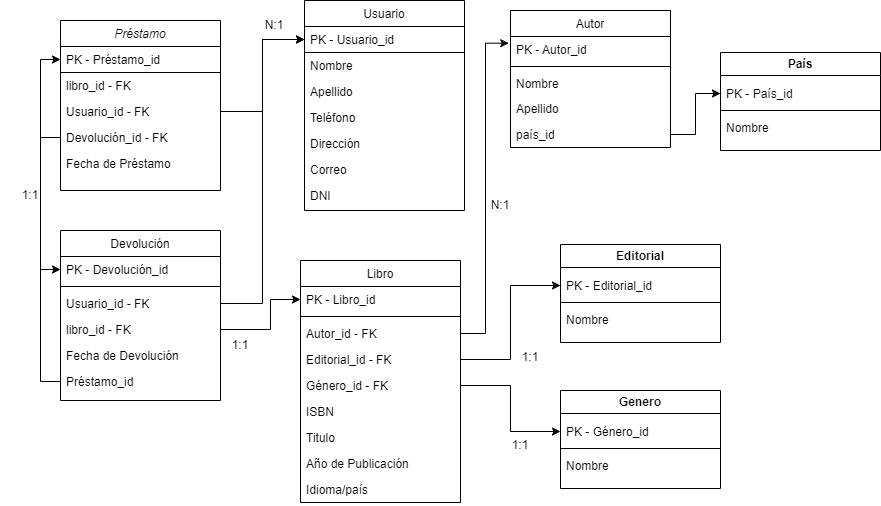 Préstamo
PK - Préstamo_id
libro_id - FK
Usuario_id - FK
Devolución_id - FK
Fecha de Préstamo
N:1
Usuario
PK - Usuario_id
Nombre
Apellido
Teléfono
Dirección
Correo
DNI
Autor
PK - Autor_id
Nombre
Apellido
país_id
País
PK - País_id
Nombre
1:1
N:1
Devolución
PK - Devolución_id
Usuario_id - FK
libro_id - FK
Fecha de Devolución
Préstamo_id
1:1
Libro
PK - Libro_id
Autor_id - FK
Editorial_id - FK
Género_id - FK
ISBN
Titulo
Año de Publicación
Idioma/país
Editorial
PK - Editorial_id
Nombre
1:1
Genero
PK - Género_id
Nombre
1:1